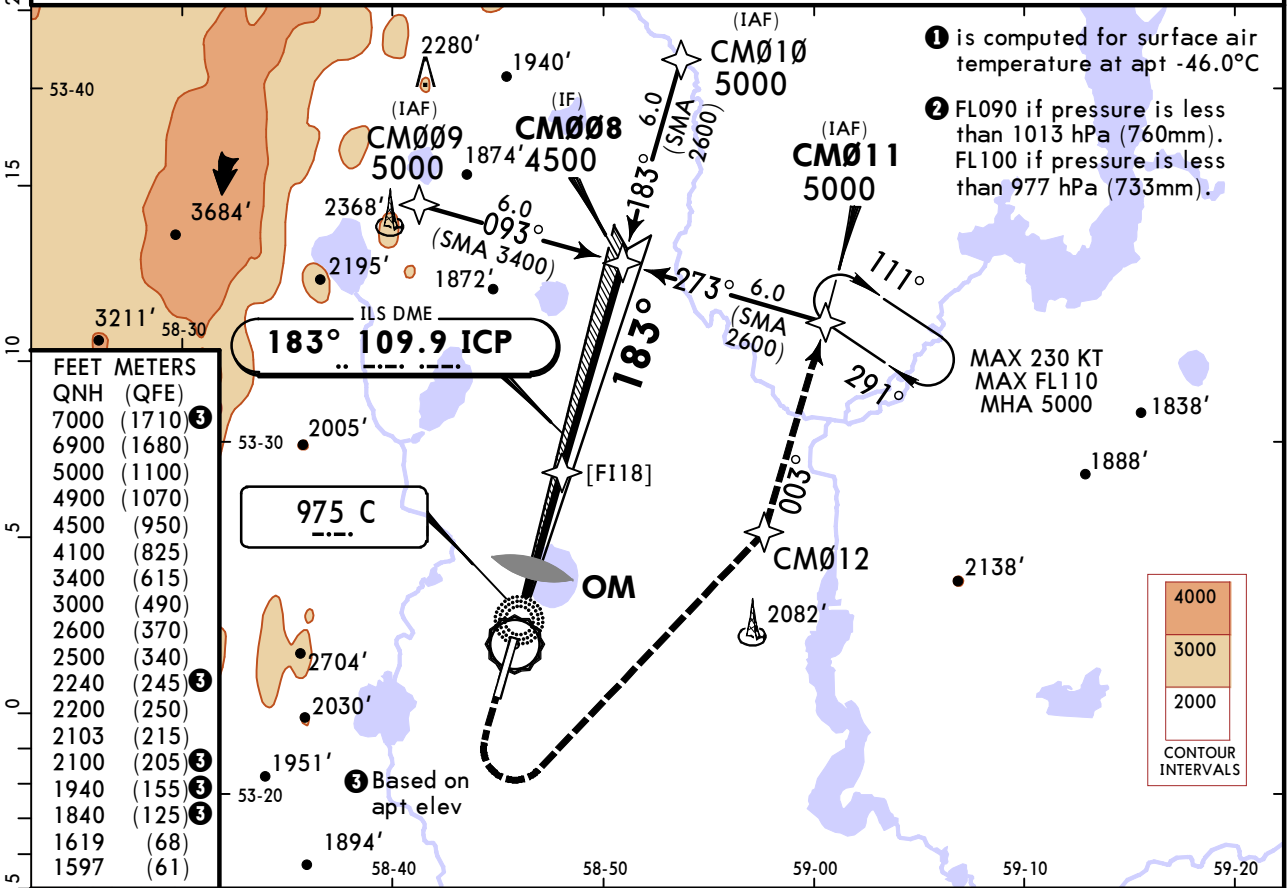 (IAF)
CMØ1Ø
5000
6.0
(SMA
2600)
183°
2280'
1940'
53-40
(IF)
CMØØ8
4500
(IAF)
CMØØ9
5000
1874'
(IAF)
CMØ11
5000
❶ is computed for surface air
temperature at apt -46.0°C
❷ FL090 if pressure is less
than 1013 hPa (760mm).
FL100 if pressure is less
than 977 hPa (733mm).
15
3684'
2368'
6.0
093°
(SMA 3400)
2195'
1872'
273°
6.0
(SMA
2600)
111°
291°
MAX 230 KT
MAX FL110
MHA 5000
3211'
58-30
ILS DME
183° 109.9 ICP
183°
10
FEET METERS
QNH (QFE)
7000 (1710)❸
6900 (1680)
5000 (1100)
4900 (1070)
4500 (950)
4100 (825)
3400 (615)
3000 (490)
2600 (370)
2500 (340)
2240 (245)❸
2200 (250)
2103 (215)
2100 (205)❸
1940 (155)❸
1840 (125)❸
1619 (68)
1597 (61)
53-30
2005'
1838'
1888'
[FI18]
003°
975 C
5
CMØ12
OM
2138'
2082'
2704'
0
2030'
1951'
53-20
❸ Based on
apt elev
1894'
4000
3000
2000
CONTOUR
INTERVALS
5
58-40
58-50
59-00
59-10
59-20